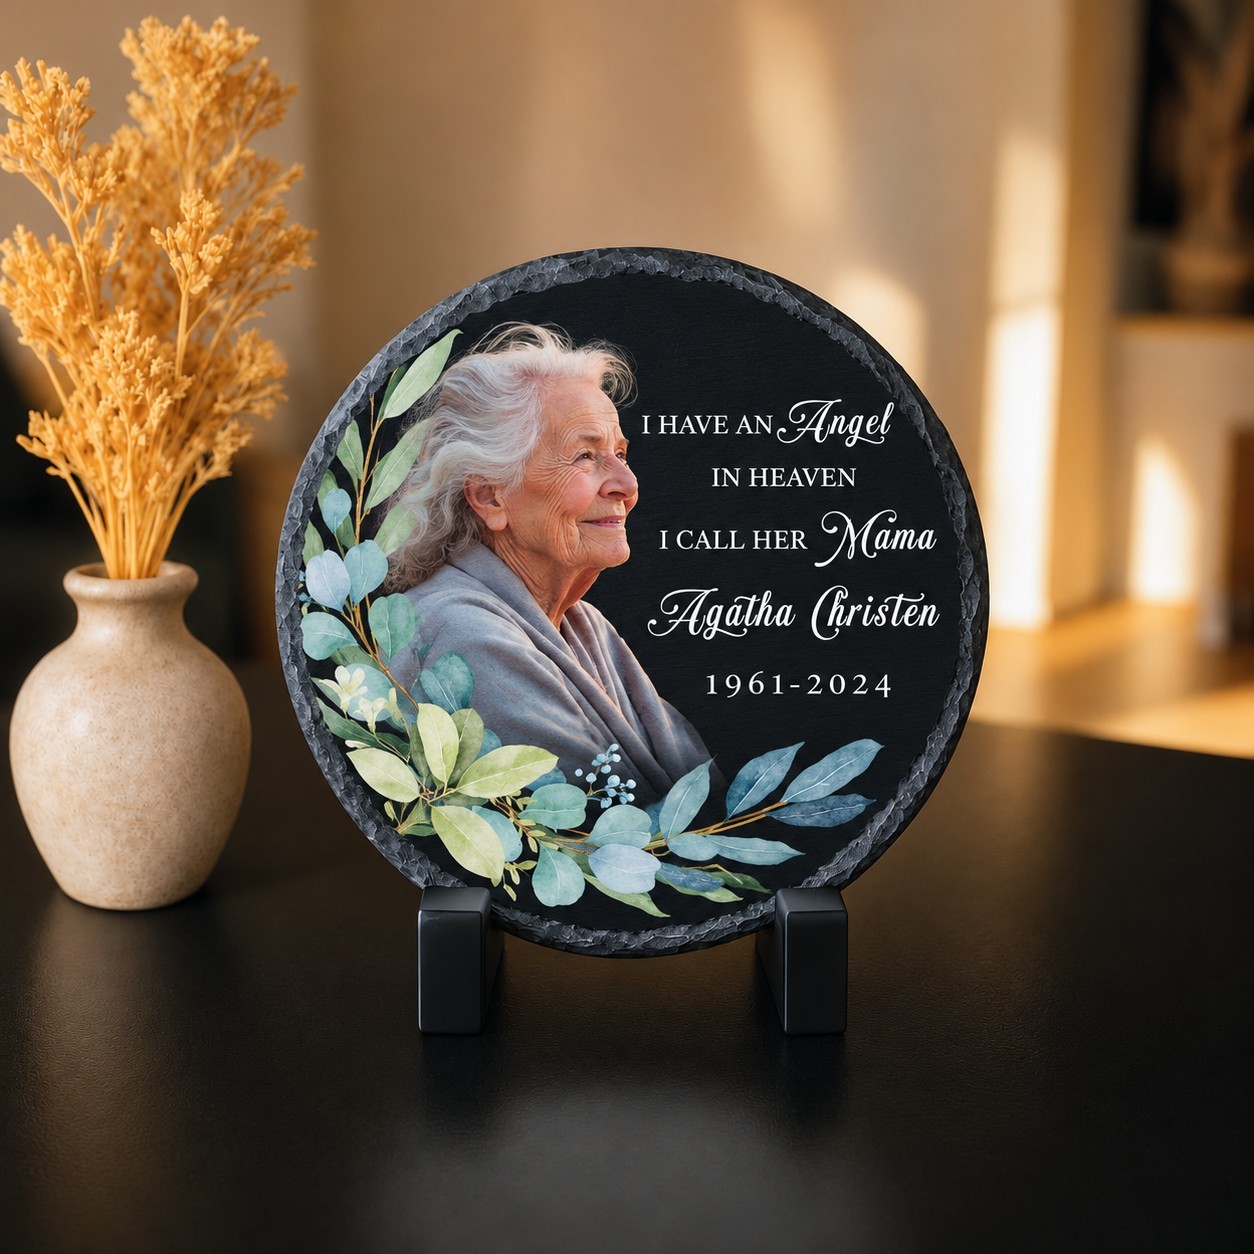 I HAVE AN Angel
IN HEAVEN
I CALL HER Mama
Agatha Christen
1961-2024